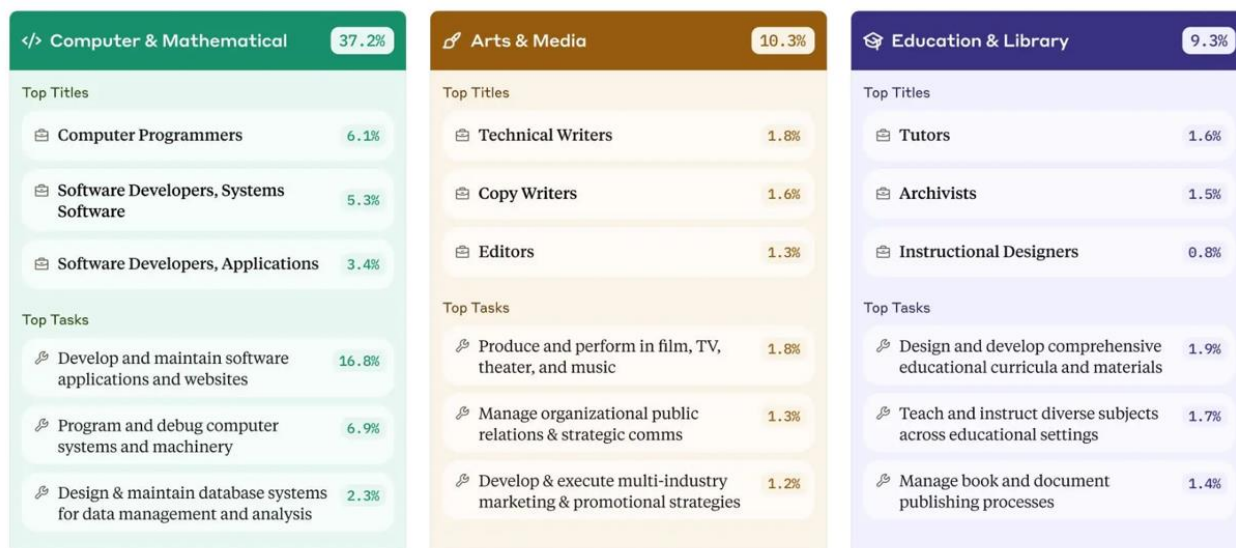 </> Computer & Mathematical 37.2%
Top Titles
Computer Programmers 6.1%
Software Developers, Systems
Software 5.3%
Software Developers, Applications 3.4%
Top Tasks
Develop and maintain software
applications and websites 16.8%
Program and debug computer
systems and machinery 6.9%
Design & maintain database systems
for data management and analysis 2.3%
Arts & Media 10.3%
Top Titles
Technical Writers 1.8%
Copy Writers 1.6%
Editors 1.3%
Top Tasks
Produce and perform in film, TV,
theater, and music 1.8%
Manage organizational public
relations & strategic comms 1.3%
Develop & execute multi-industry
marketing & promotional strategies 1.2%
Education & Library 9.3%
Top Titles
Tutors 1.6%
Archivists 1.5%
Instructional Designers 0.8%
Top Tasks
Design and develop comprehensive
educational curricula and materials 1.9%
Teach and instruct diverse subjects
across educational settings 1.7%
Manage book and document
publishing processes 1.4%